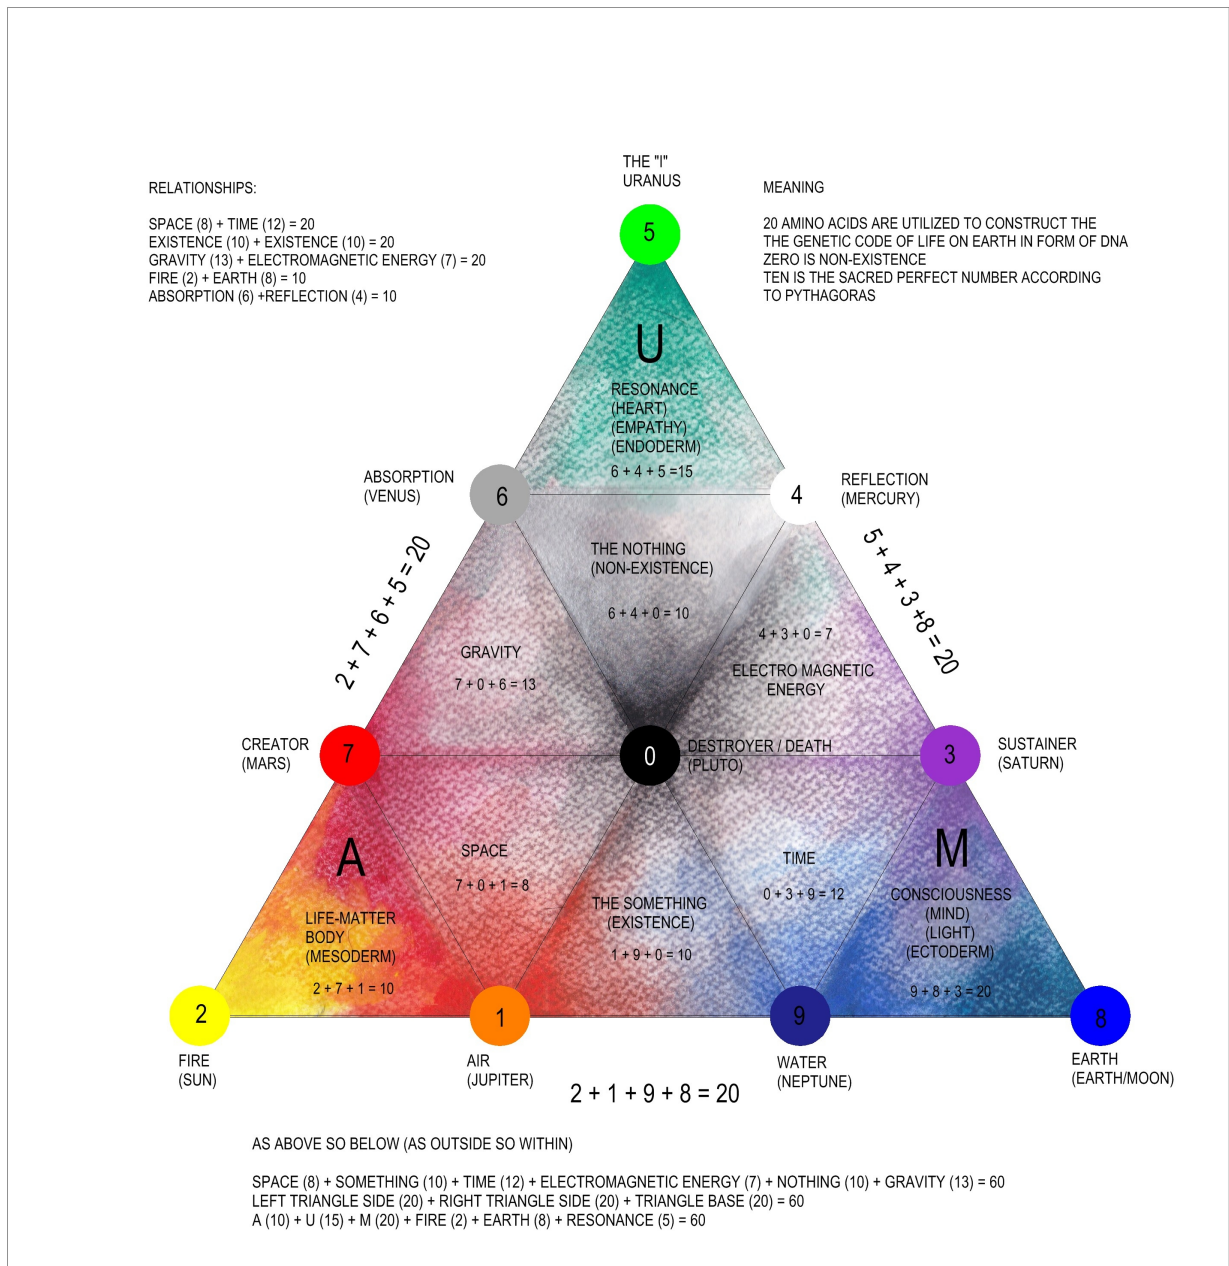 THE "I"
URANUS
RELATIONSHIPS:
SPACE (8) + TIME (12) = 20
EXISTENCE (10) + EXISTENCE (10) = 20
GRAVITY (13) + ELECTROMAGNETIC ENERGY (7) = 20
FIRE (2) + EARTH (8) = 10
ABSORPTION (6) +REFLECTION (4) = 10
MEANING
20 AMINO ACIDS ARE UTILIZED TO CONSTRUCT THE
THE GENETIC CODE OF LIFE ON EARTH IN FORM OF DNA
ZERO IS NON-EXISTENCE
TEN IS THE SACRED PERFECT NUMBER ACCORDING
TO PYTHAGORAS
5
U
RESONANCE
(HEART)
(EMPATHY)
(ENDODERM)
6 + 4 + 5 =15
ABSORPTION
(VENUS)
6
4
REFLECTION
(MERCURY)
2 + 7 + 6 + 5 = 20
5 + 4 + 3 +8 = 20
THE NOTHING
(NON-EXISTENCE)
6 + 4 + 0 = 10
4 + 3 + 0 = 7
ELECTRO MAGNETIC
ENERGY
GRAVITY
7 + 0 + 6 = 13
CREATOR
(MARS)
7
0
DESTROYER / DEATH
(PLUTO)
3
SUSTAINER
(SATURN)
A
LIFE-MATTER
BODY
(MESODERM)
2 + 7 + 1 = 10
SPACE
7 + 0 + 1 = 8
THE SOMETHING
(EXISTENCE)
1 + 9 + 0 = 10
TIME
0 + 3 + 9 = 12
M
CONSCIOUSNESS
(MIND)
(LIGHT)
(ECTODERM)
9 + 8 + 3 = 20
2
1
9
8
FIRE
(SUN)
AIR
(JUPITER)
WATER
(NEPTUNE)
EARTH
(EARTH/MOON)
2 + 1 + 9 + 8 = 20
AS ABOVE SO BELOW (AS OUTSIDE SO WITHIN)
SPACE (8) + SOMETHING (10) + TIME (12) + ELECTROMAGNETIC ENERGY (7) + NOTHING (10) + GRAVITY (13) = 60
LEFT TRIANGLE SIDE (20) + RIGHT TRIANGLE SIDE (20) + TRIANGLE BASE (20) = 60
A (10) + U (15) + M (20) + FIRE (2) + EARTH (8) + RESONANCE (5) = 60